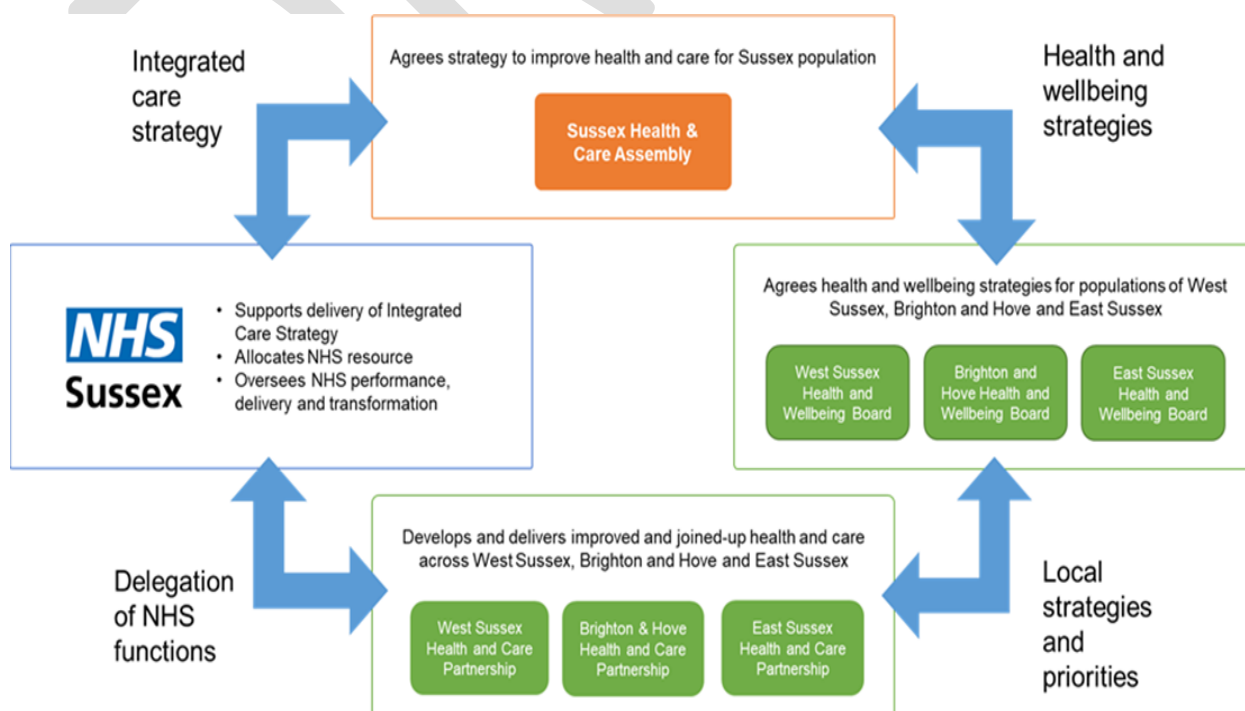 Integrated
care
strategy
Agrees strategy to improve health and care for Sussex population
Sussex Health &
Care Assembly
Health and
wellbeing
strategies
NHS
Sussex
• Supports delivery of Integrated
Care Strategy
• Allocates NHS resource
• Oversees NHS performance,
delivery and transformation
Agrees health and wellbeing strategies for populations of West
Sussex, Brighton and Hove and East Sussex
West Sussex
Health and
Wellbeing Board
Brighton and
Hove Health and
Wellbeing Board
East Sussex
Health and
Wellbeing Board
Delegation
of NHS
functions
Develops and delivers improved and joined-up health and care
across West Sussex, Brighton and Hove and East Sussex
West Sussex
Health and Care
Partnership
Brighton & Hove
Health and Care
Partnership
East Sussex
Health and Care
Partnership
Local
strategies
and
priorities